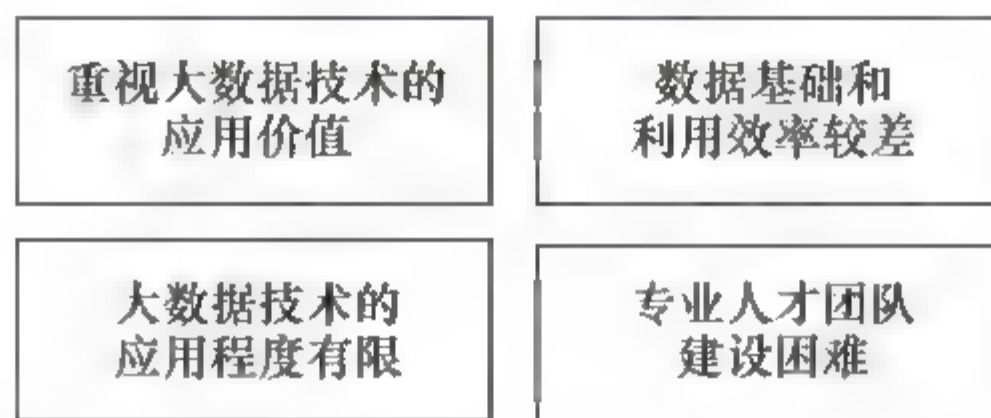 重视大数据技术的
应用价值
数据基础和
利用效率较差
大数据技术的
应用程度有限
专业人才团队
建设困难